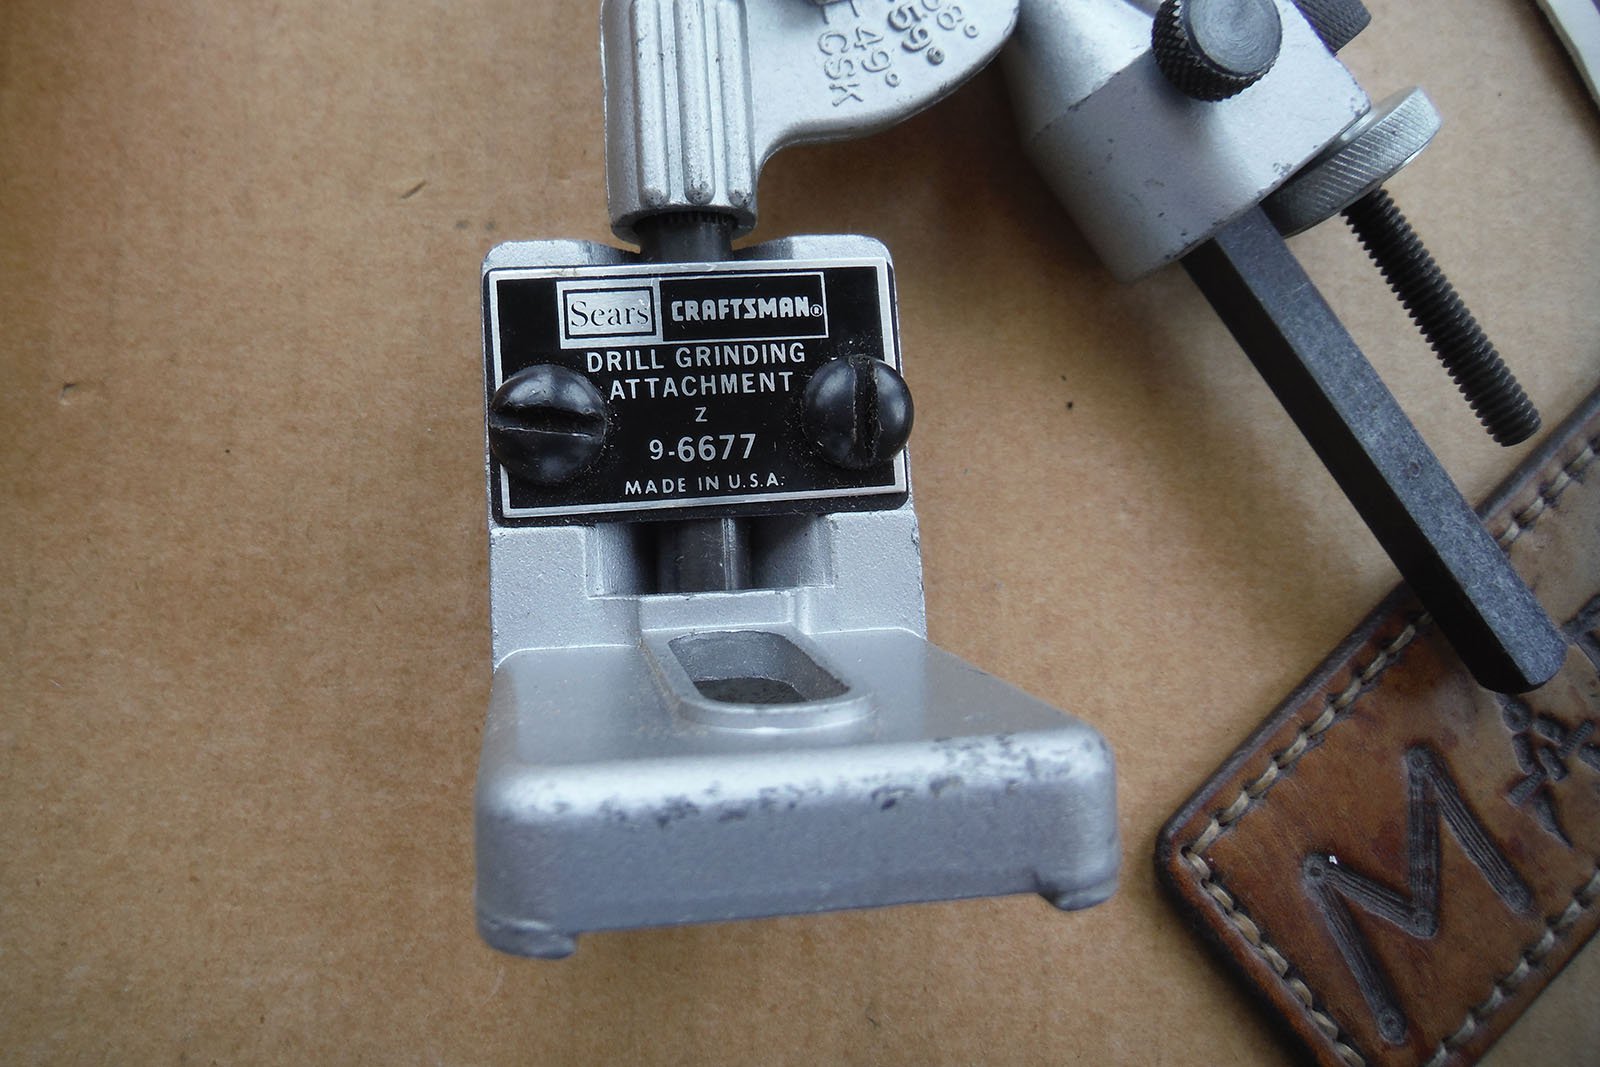 59°
49°
CSK
Sears CRAFTSMAN®
DRILL GRINDING
ATTACHMENT
Z
9-6677
MADE IN U.S.A.
M